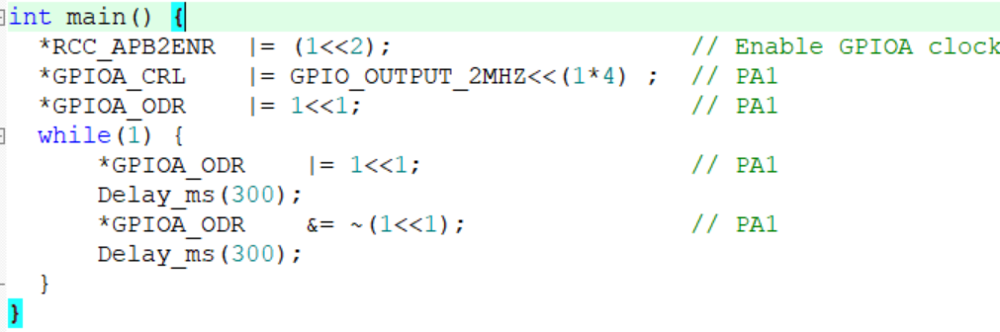 int main() {
*RCC_APB2ENR |= (1<<2); // Enable GPIOA clock
*GPIOA_CRL |= GPIO_OUTPUT_2MHZ<<(1*4) ; // PA1
*GPIOA_ODR |= 1<<1; // PA1
while(1) {
*GPIOA_ODR |= 1<<1; // PA1
Delay_ms(300);
*GPIOA_ODR &= ~(1<<1); // PA1
Delay_ms(300);
}
}